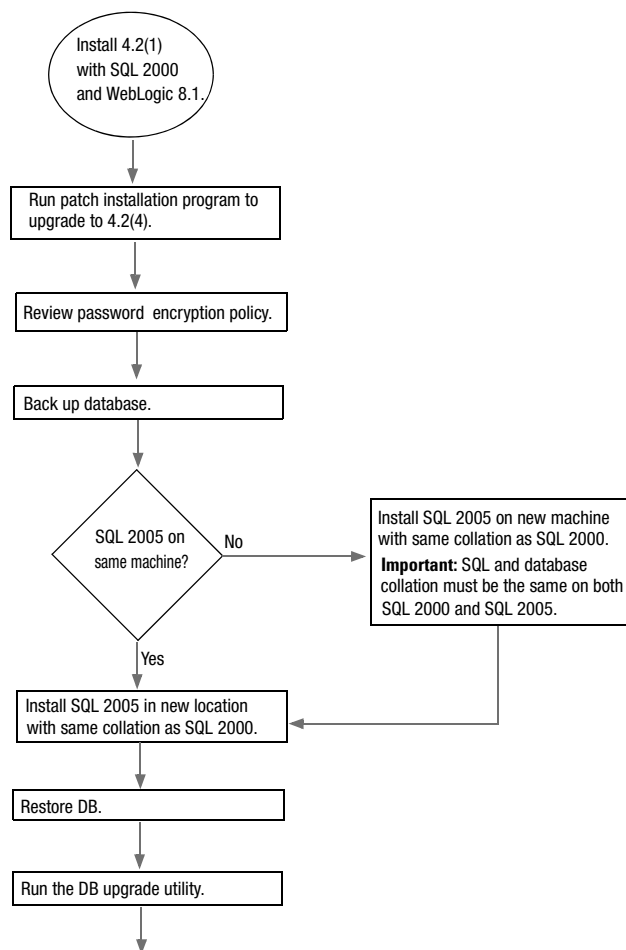 Install 4.2(1)
with SQL 2000
and WebLogic 8.1.
Run patch installation program to
upgrade to 4.2(4).
Review password encryption policy.
Back up database.
SQL 2005 on
same machine?
No
Install SQL 2005 on new machine
with same collation as SQL 2000.
Important: SQL and database
collation must be the same on both
SQL 2000 and SQL 2005.
Yes
Install SQL 2005 in new location
with same collation as SQL 2000.
Restore DB.
Run the DB upgrade utility.